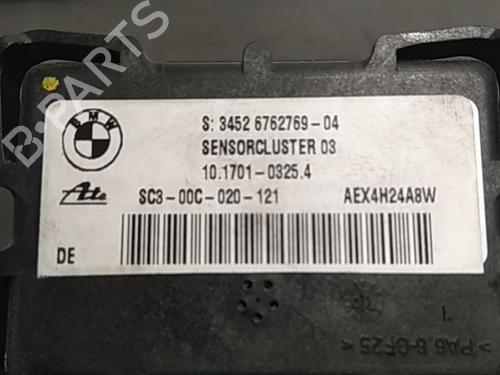 B-PARTS
BMW
S: 3452 6762769-04
SENSORCLUSTER 03
10.1701-0325.4
Ate
SC3-00C-020-121 AEX4H24A8W
DE
1
>PA6.6-GF25<